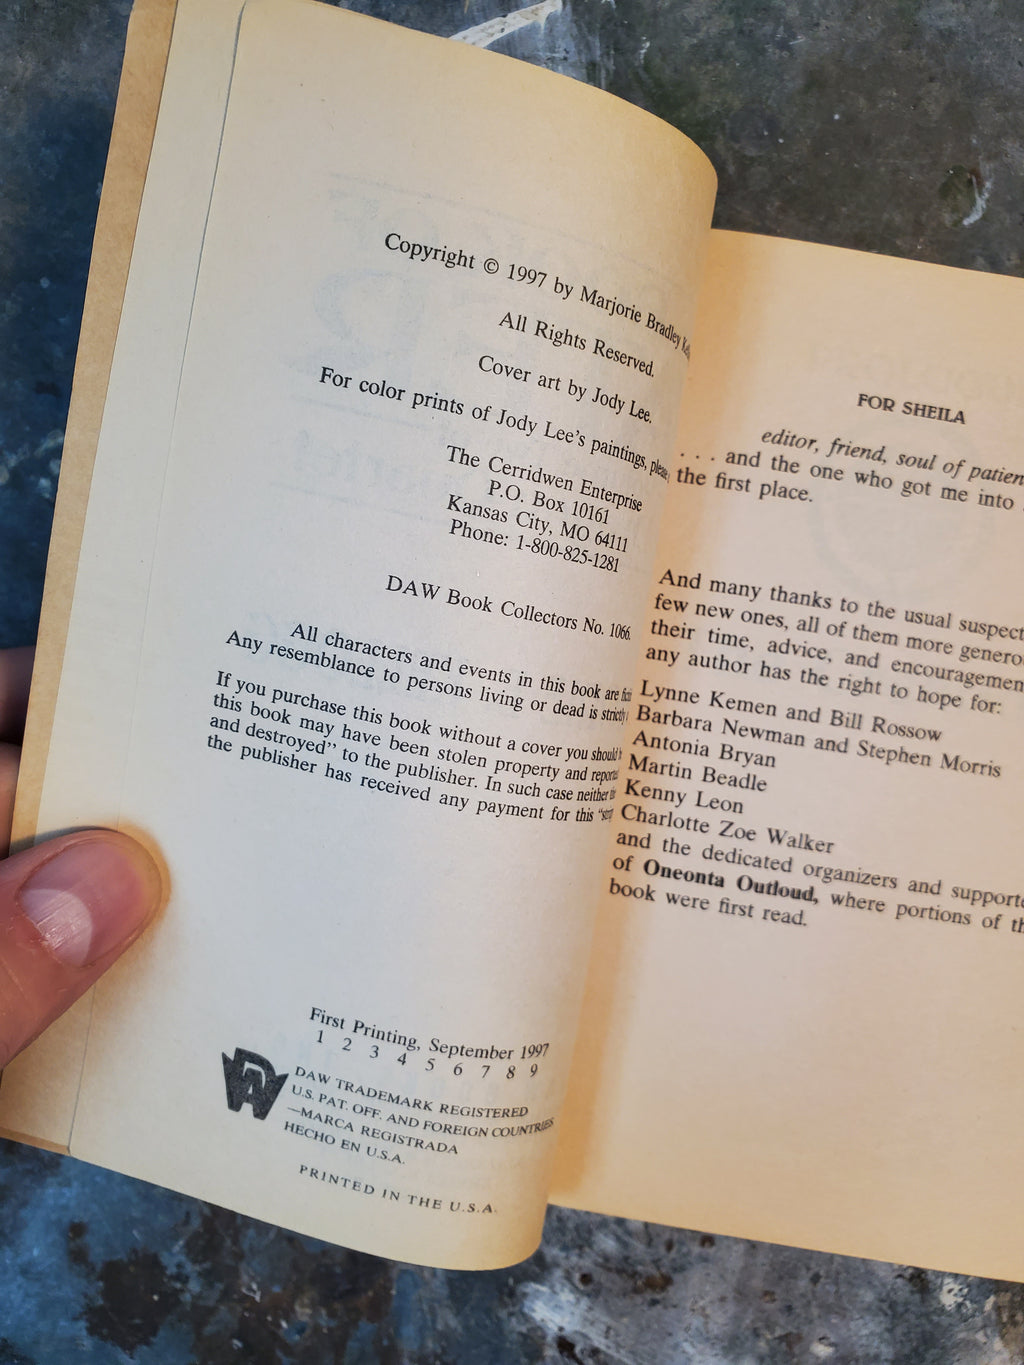 Copyright © 1997 by Marjorie Bradley
All Rights Reserved.
Cover art by Jody Lee.
For color prints of Jody Lee's paintings, please
The Cerridwen Enterprise
P.O. Box 10161
Kansas City, MO 64111
Phone: 1-800-825-1281
DAW Book Collectors No. 1066.
All characters and events in this book are
Any resemblance to persons living or dead is strictly
If you purchase this book without a cover you should
this book may have been stolen property and
and destroyed" to the publisher. In such case neither
the publisher has received any payment for this
First Printing, September 1997
1 2 3 4 5 6 7 8 9
DAW TRADEMARK REGISTERED
U.S. PAT. OFF. AND FOREIGN COUNTRIES
—MARCA REGISTRADA
HECHO EN U.S.A.
PRINTED IN THE U.S.A.
FOR SHEILA
editor, friend, soul of
. . . and the one who got me into
the first place.
And many thanks to the usual
few new ones, all of them more
their time, advice, and
any author has the right to hope for:
Lynne Kemen and Bill Rossow
Barbara Newman and Stephen Morris
Antonia Bryan
Martin Beadle
Kenny Leon
Charlotte Zoe Walker
and the dedicated organizers and
of Oneonta Outloud, where portions of
book were first read.